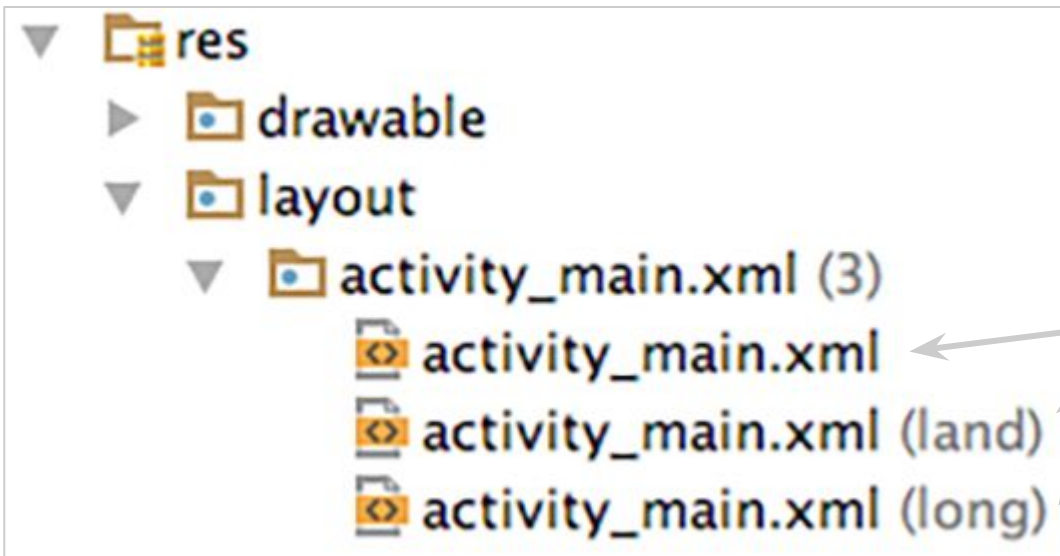 res
drawable
layout
activity_main.xml (3)
activity_main.xml
activity_main.xml (land)
activity_main.xml (long)